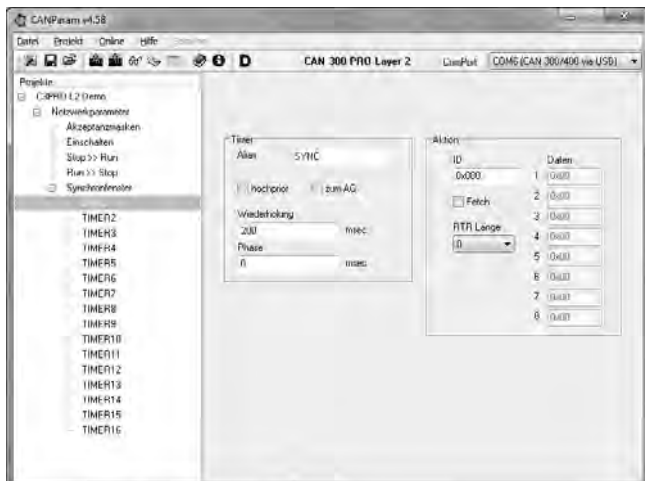 CANParam v4.58
Datei Projekt Online Hilfe
D CAN 300 PRO Layer 2 ComPort COM6 (CAN 300/400 via USB)
Projekte
C3PRO L2 Demo
Netzwerkparameter
Akzeptanzmasken
Einschalten
Stop >> Run
Run >> Stop
Synchronfenster
TIMER2
TIMER3
TIMER4
TIMER5
TIMER6
TIMER7
TIMER8
TIMER9
TIMER10
TIMER11
TIMER12
TIMER13
TIMER14
TIMER15
TIMER16
Timer
Alias SYNC
hochprior zum AG
Wiederholung
200 msec
Phase
0 msec
Aktion
ID
0x000
Fetch
RTR Länge
0
Daten
1 0x00
2 0x00
3 0x00
4 0x00
5 0x00
6 0x00
7 0x00
8 0x00